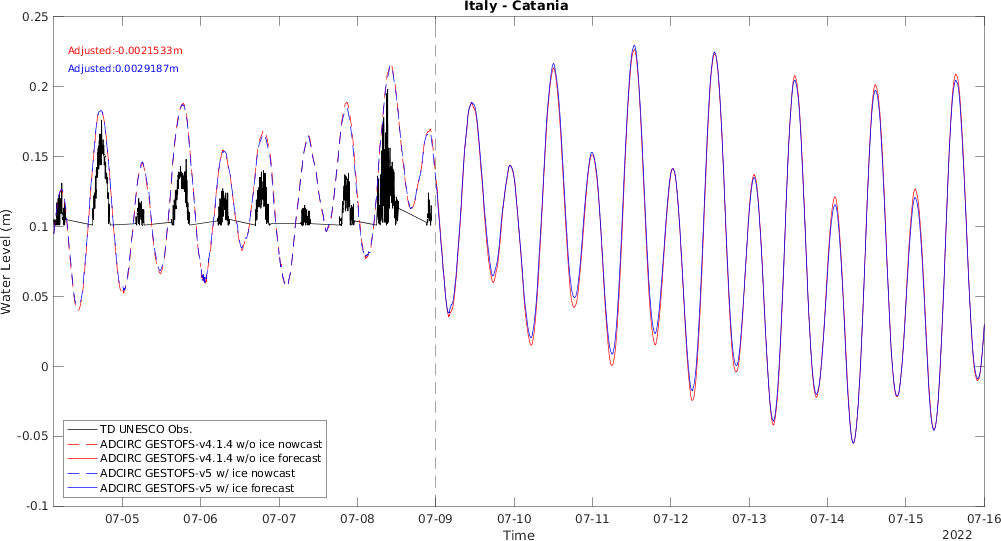 Italy - Catania
0.25
0.2
0.15
0.1
0.05
0
-0.05
-0.1
Water Level (m)
Adjusted:-0.0021533m
Adjusted:0.0029187m
TD UNESCO Obs.
ADCIRC GESTOFS-v4.1.4 w/o ice nowcast
ADCIRC GESTOFS-v4.1.4 w/o ice forecast
ADCIRC GESTOFS-v5 w/ ice nowcast
ADCIRC GESTOFS-v5 w/ ice forecast
07-05 07-06 07-07 07-08 07-09 07-10 07-11 07-12 07-13 07-14 07-15 07-16
Time
2022